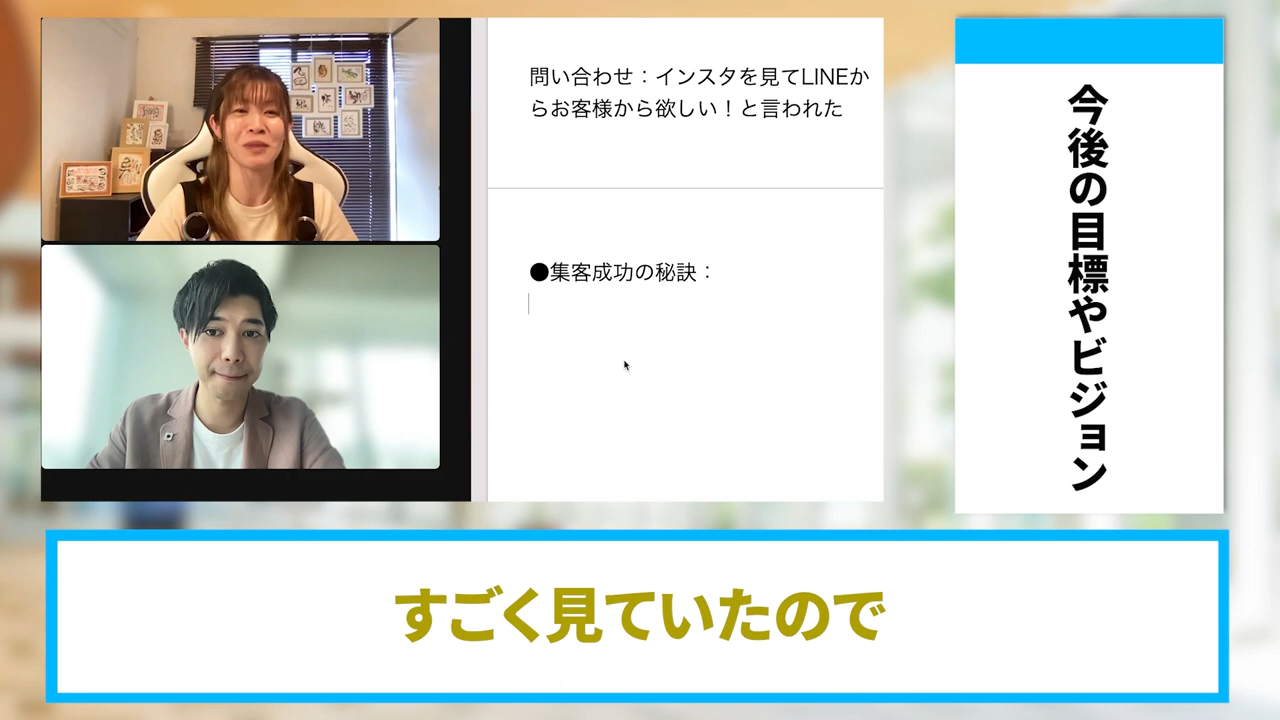 問い合わせ：インスタを見てLINEか
らお客様から欲しい！と言われた
●集客成功の秘訣：
今後の目標やビジョン
すごく見ていたので